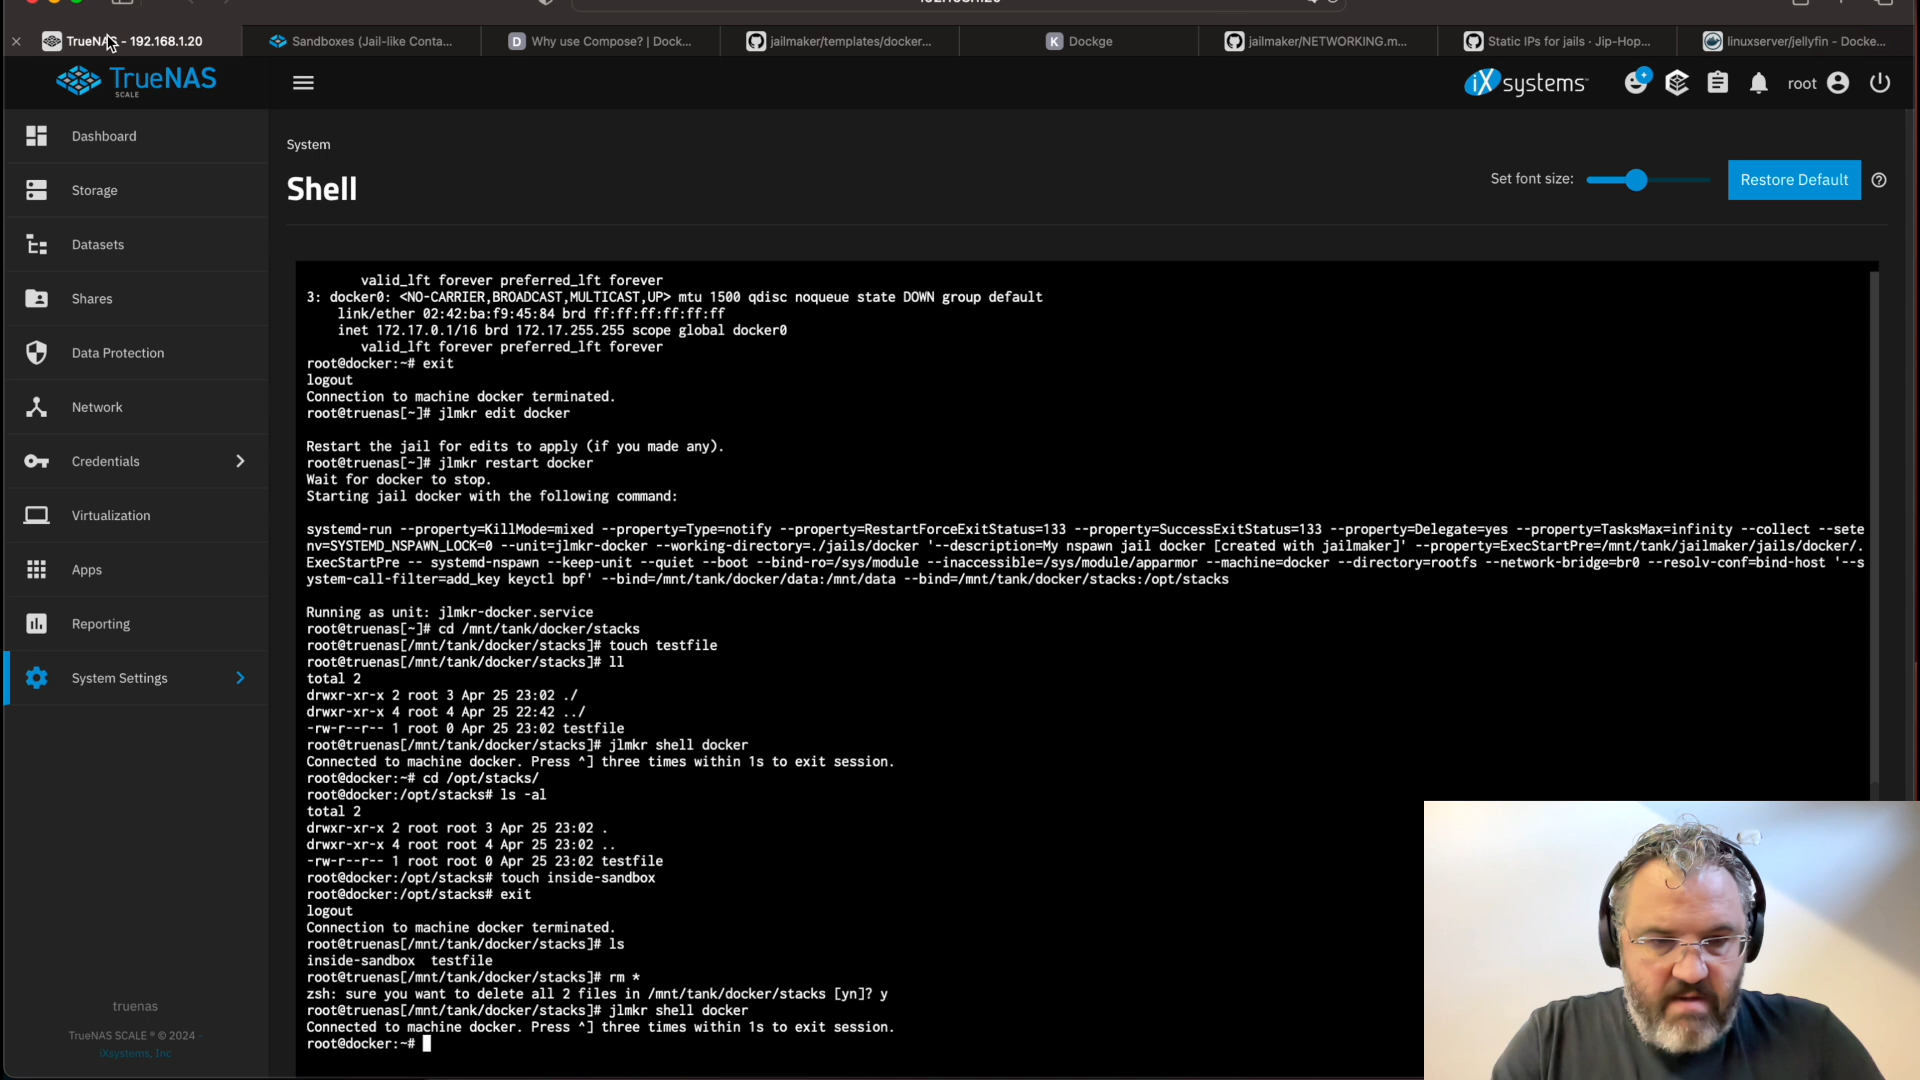 TrueNAS - 192.168.1.20
Sandboxes (Jail-like Conta...
D Why use Compose? | Dock...
jailmaker/templates/docker...
K Dockge
jailmaker/NETWORKING.m...
Static IPs for jails · Jip-Hop...
linuxserver/jellyfin - Docke...
TrueNAS
SCALE
iXsystems™
root
Dashboard
Storage
Datasets
Shares
Data Protection
Network
Credentials
Virtualization
Apps
Reporting
System Settings
truenas
TrueNAS SCALE ® © 2024 -
iXsystems, Inc
System
Shell
Set font size:
Restore Default
valid_lft forever preferred_lft forever
3: docker0: <NO-CARRIER,BROADCAST,MULTICAST,UP> mtu 1500 qdisc noqueue state DOWN group default
link/ether 02:42:ba:f9:45:84 brd ff:ff:ff:ff:ff:ff
inet 172.17.0.1/16 brd 172.17.255.255 scope global docker0
valid_lft forever preferred_lft forever
root@docker:~# exit
logout
Connection to machine docker terminated.
root@truenas[~]# jlmkr edit docker
Restart the jail for edits to apply (if you made any).
root@truenas[~]# jlmkr restart docker
Wait for docker to stop.
Starting jail docker with the following command:
systemd-run --property=KillMode=mixed --property=Type=notify --property=RestartForceExitStatus=133 --property=SuccessExitStatus=133 --property=Delegate=yes --property=TasksMax=infinity --collect --sete
nv=SYSTEMD_NSPAWN_LOCK=0 --unit=jlmkr-docker --working-directory=./jails/docker '--description=My nspawn jail docker [created with jailmaker]' --property=ExecStartPre=/mnt/tank/jailmaker/jails/docker/.
ExecStartPre -- systemd-nspawn --keep-unit --quiet --boot --bind-ro=/sys/module --inaccessible=/sys/module/apparmor --machine=docker --directory=rootfs --network-bridge=br0 --resolv-conf=bind-host '--s
ystem-call-filter=add_key keyctl bpf' --bind=/mnt/tank/docker/data:/mnt/data --bind=/mnt/tank/docker/stacks:/opt/stacks
Running as unit: jlmkr-docker.service
root@truenas[~]# cd /mnt/tank/docker/stacks
root@truenas[/mnt/tank/docker/stacks]# touch testfile
root@truenas[/mnt/tank/docker/stacks]# ll
total 2
drwxr-xr-x 2 root 3 Apr 25 23:02 ./
drwxr-xr-x 4 root 4 Apr 25 22:42 ../
-rw-r--r-- 1 root 0 Apr 25 23:02 testfile
root@truenas[/mnt/tank/docker/stacks]# jlmkr shell docker
Connected to machine docker. Press ^] three times within 1s to exit session.
root@docker:~# cd /opt/stacks/
root@docker:/opt/stacks# ls -al
total 2
drwxr-xr-x 2 root root 3 Apr 25 23:02 .
drwxr-xr-x 4 root root 4 Apr 25 23:02 ..
-rw-r--r-- 1 root root 0 Apr 25 23:02 testfile
root@docker:/opt/stacks# touch inside-sandbox
root@docker:/opt/stacks# exit
logout
Connection to machine docker terminated.
root@truenas[/mnt/tank/docker/stacks]# ls
inside-sandbox testfile
root@truenas[/mnt/tank/docker/stacks]# rm *
zsh: sure you want to delete all 2 files in /mnt/tank/docker/stacks [yn]? y
root@truenas[/mnt/tank/docker/stacks]# jlmkr shell docker
Connected to machine docker. Press ^] three times within 1s to exit session.
root@docker:~#